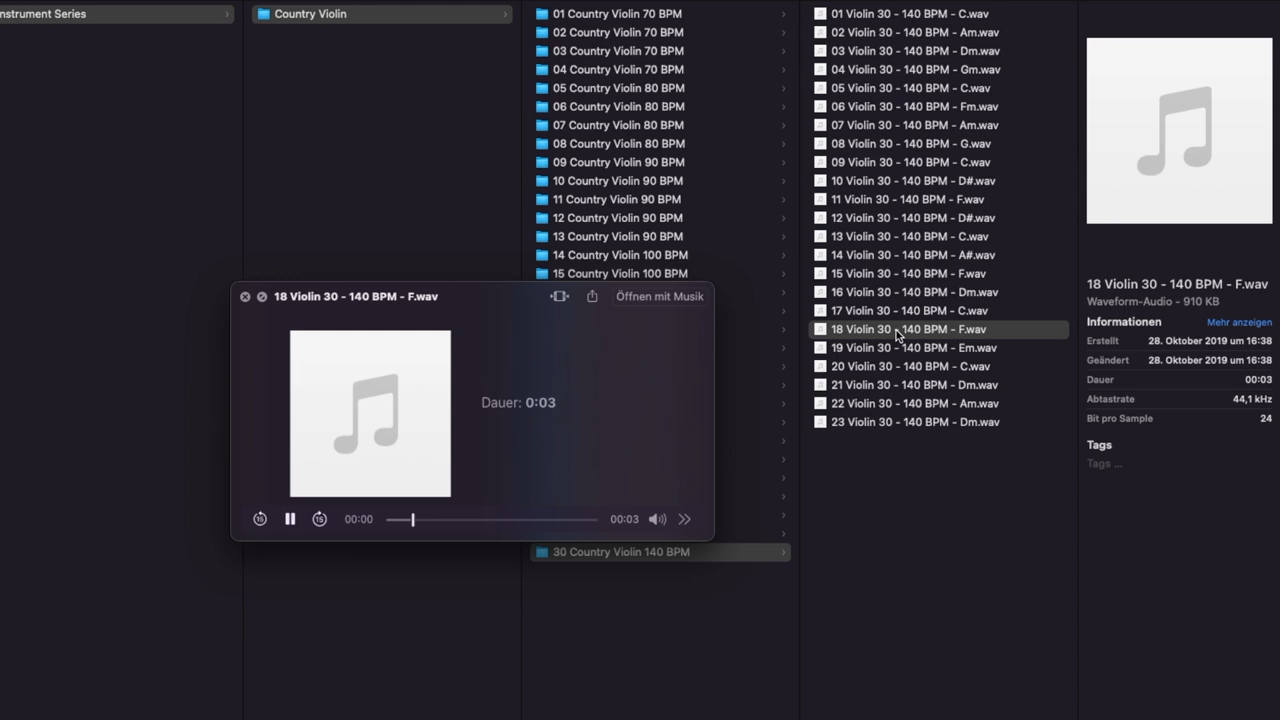 nstrument Series
Country Violin
01 Country Violin 70 BPM
02 Country Violin 70 BPM
03 Country Violin 70 BPM
04 Country Violin 70 BPM
05 Country Violin 80 BPM
06 Country Violin 80 BPM
07 Country Violin 80 BPM
08 Country Violin 80 BPM
09 Country Violin 90 BPM
10 Country Violin 90 BPM
11 Country Violin 90 BPM
12 Country Violin 90 BPM
13 Country Violin 90 BPM
14 Country Violin 100 BPM
15 Country Violin 100 BPM
30 Country Violin 140 BPM
18 Violin 30 - 140 BPM - F.wav
Öffnen mit Musik
Dauer: 0:03
15
15
00:00
00:03
01 Violin 30 - 140 BPM - C.wav
02 Violin 30 - 140 BPM - Am.wav
03 Violin 30 - 140 BPM - Dm.wav
04 Violin 30 - 140 BPM - Gm.wav
05 Violin 30 - 140 BPM - C.wav
06 Violin 30 - 140 BPM - Fm.wav
07 Violin 30 - 140 BPM - Am.wav
08 Violin 30 - 140 BPM - G.wav
09 Violin 30 - 140 BPM - C.wav
10 Violin 30 - 140 BPM - D#.wav
11 Violin 30 - 140 BPM - F.wav
12 Violin 30 - 140 BPM - D#.wav
13 Violin 30 - 140 BPM - C.wav
14 Violin 30 - 140 BPM - A#.wav
15 Violin 30 - 140 BPM - F.wav
16 Violin 30 - 140 BPM - Dm.wav
17 Violin 30 - 140 BPM - C.wav
18 Violin 30 - 140 BPM - F.wav
19 Violin 30 - 140 BPM - Em.wav
20 Violin 30 - 140 BPM - C.wav
21 Violin 30 - 140 BPM - Dm.wav
22 Violin 30 - 140 BPM - Am.wav
23 Violin 30 - 140 BPM - Dm.wav
18 Violin 30 - 140 BPM - F.wav
Waveform-Audio - 910 KB
Informationen Mehr anzeigen
Erstellt 28. Oktober 2019 um 16:38
Geändert 28. Oktober 2019 um 16:38
Dauer 00:03
Abtastrate 44,1 kHz
Bit pro Sample 24
Tags
Tags ...